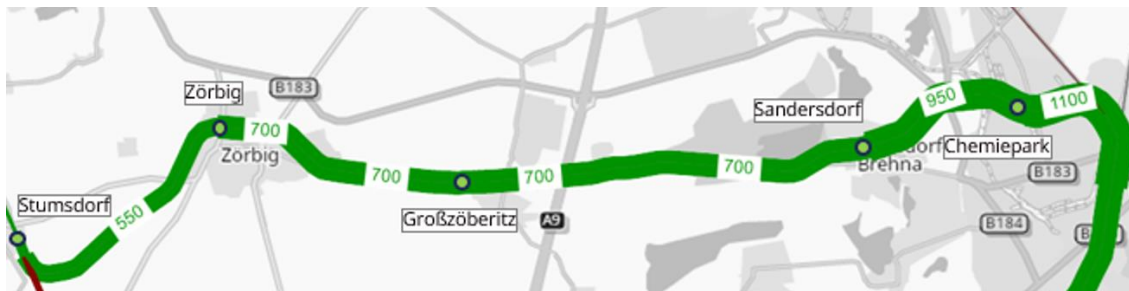 Zörbig
B183
Zörbig
700
Sandersdorf
950
1100
Chemiepark
Brehna
B183
700
700
700
Stumsdorf
550
Großzöberitz
A9
B184